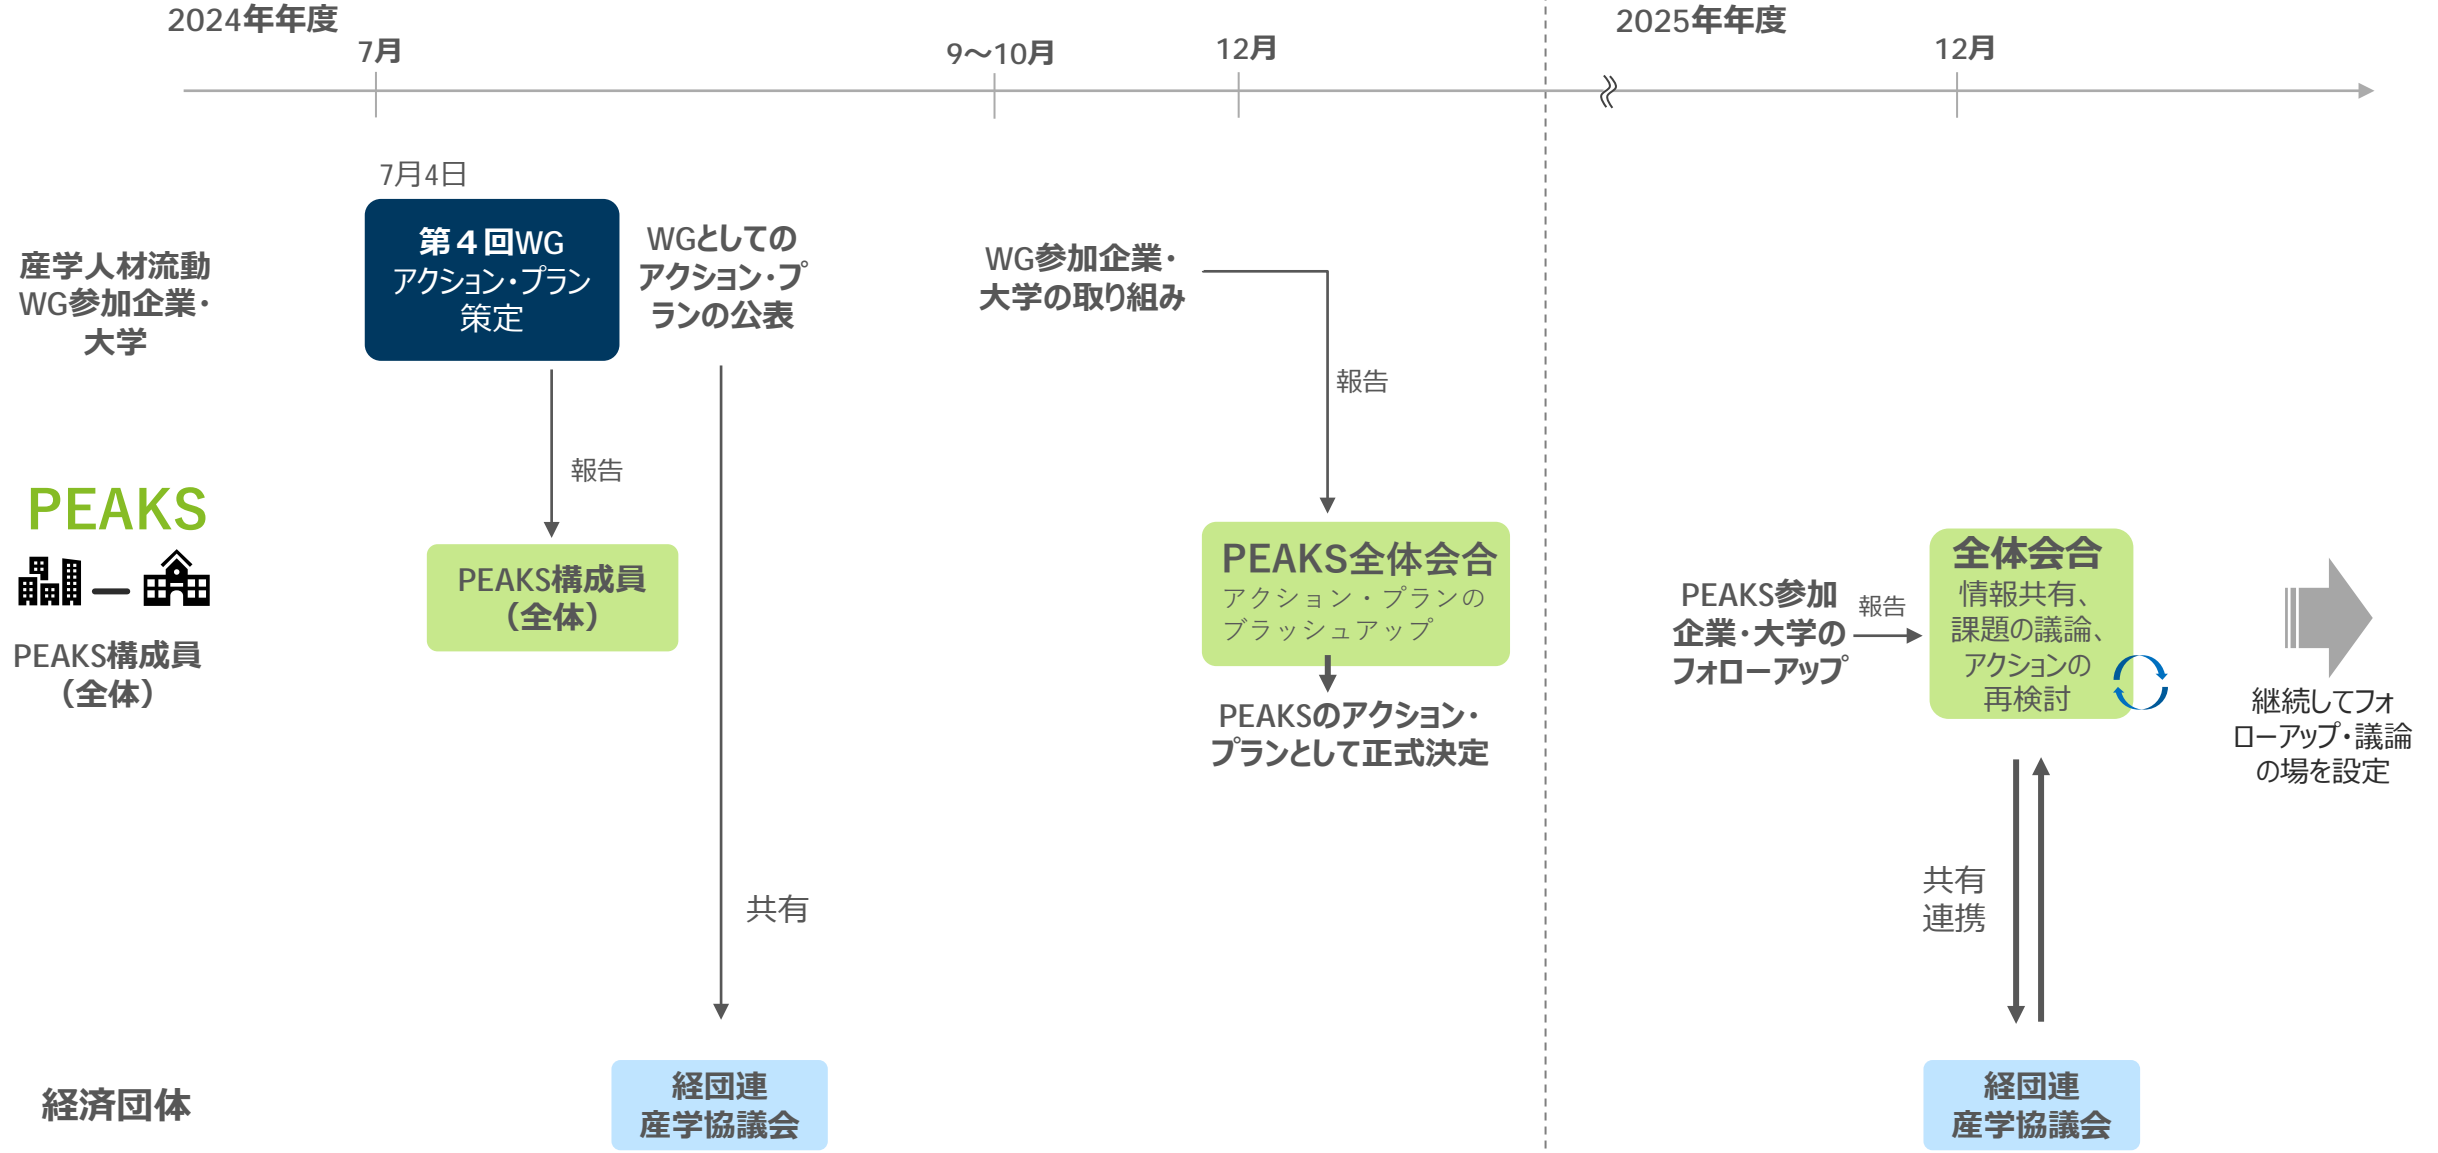 2024年年度
7月
9～10月
12月
2025年年度
12月
産学人材流動
WG参加企業・
大学
7月4日
第４回WG
アクション・プラン
策定
WGとしての
アクション・プ
ランの公表
WG参加企業・
大学の取り組み
報告
報告
共有
PEAKS
PEAKS構成員
（全体）
PEAKS構成員
（全体）
PEAKS全体会合
アクション・プランの
ブラッシュアップ
PEAKSのアクション・
プランとして正式決定
PEAKS参加
企業・大学の
フォローアップ
報告
全体会合
情報共有、
課題の議論、
アクションの
再検討
継続してフォ
ローアップ・議論
の場を設定
共有
連携
経済団体
経団連
産学協議会
経団連
産学協議会